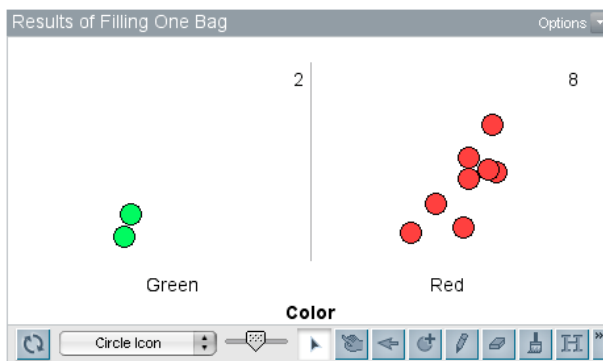 Results of Filling One Bag Options
2 8
Green Red
Color
Circle Icon